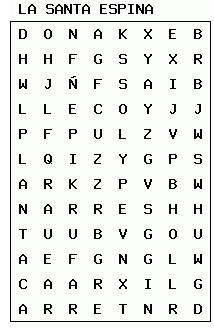 LA SANTA ESPINA
D O N A K X E B
H H F G S Y X R
W J Ñ F S A I B
L L E C O Y J J
P F P U L Z V W
L Q I Z Y G P S
A R K Z P V B W
N A R R E S H H
T U U B V G O U
A E F G N G L W
C A A R X I L G
A R R E T N R D